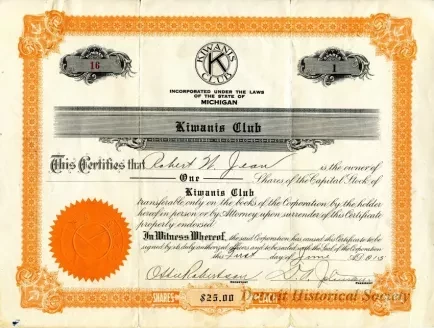 KIWANIS
K
CLUB
16
1
INCORPORATED UNDER THE LAWS
OF THE STATE OF
MICHIGAN
Kiwanis Club
This Certifies that Robert W. Jean is the owner of
One Shares of the Capital Stock of
Kiwanis Club
transferable only on the books of the Corporation by the holder
hereof in person or by Attorney upon surrender of this Certificate
properly endorsed.
In Witness Whereof, the said Corporation has caused this Certificate to be
signed by its duly authorized officers and to be sealed with the Seal of the Corporation
this First day of June A.D. 1915
Ottie Robertson
SHARES $25.00 EACH
Detroit Historical Society